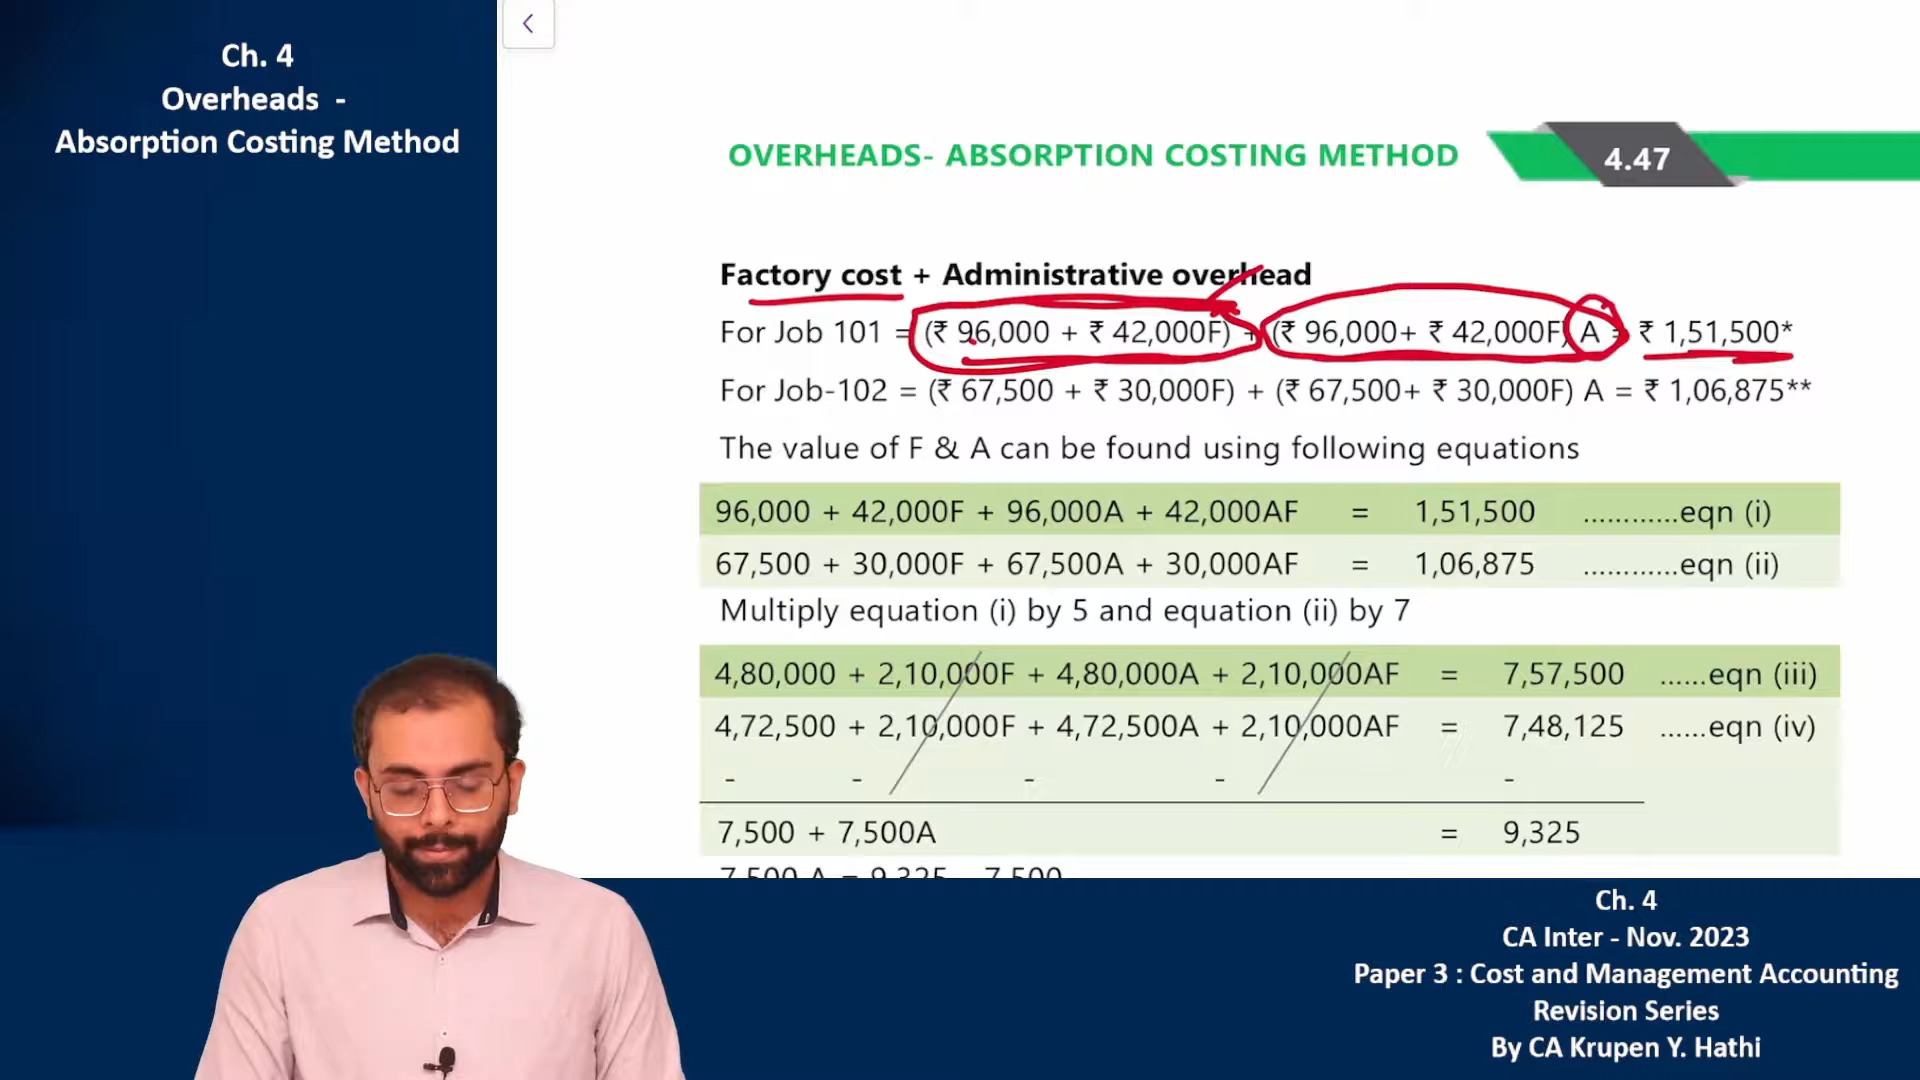 Ch. 4
Overheads -
Absorption Costing Method
OVERHEADS- ABSORPTION COSTING METHOD 4.47
Factory cost + Administrative overhead
For Job 101 = (₹ 96,000 + ₹ 42,000F) + (₹ 96,000+ ₹ 42,000F) A = ₹ 1,51,500*
For Job-102 = (₹ 67,500 + ₹ 30,000F) + (₹ 67,500+ ₹ 30,000F) A = ₹ 1,06,875**
The value of F & A can be found using following equations
96,000 + 42,000F + 96,000A + 42,000AF = 1,51,500 ............eqn (i)
67,500 + 30,000F + 67,500A + 30,000AF = 1,06,875 ............eqn (ii)
Multiply equation (i) by 5 and equation (ii) by 7
4,80,000 + 2,10,000F + 4,80,000A + 2,10,000AF = 7,57,500 ......eqn (iii)
4,72,500 + 2,10,000F + 4,72,500A + 2,10,000AF = 7,48,125 ......eqn (iv)
- - - - -
7,500 + 7,500A = 9,325
7,500 A = 9,325 – 7,500
Ch. 4
CA Inter - Nov. 2023
Paper 3 : Cost and Management Accounting
Revision Series
By CA Krupen Y. Hathi